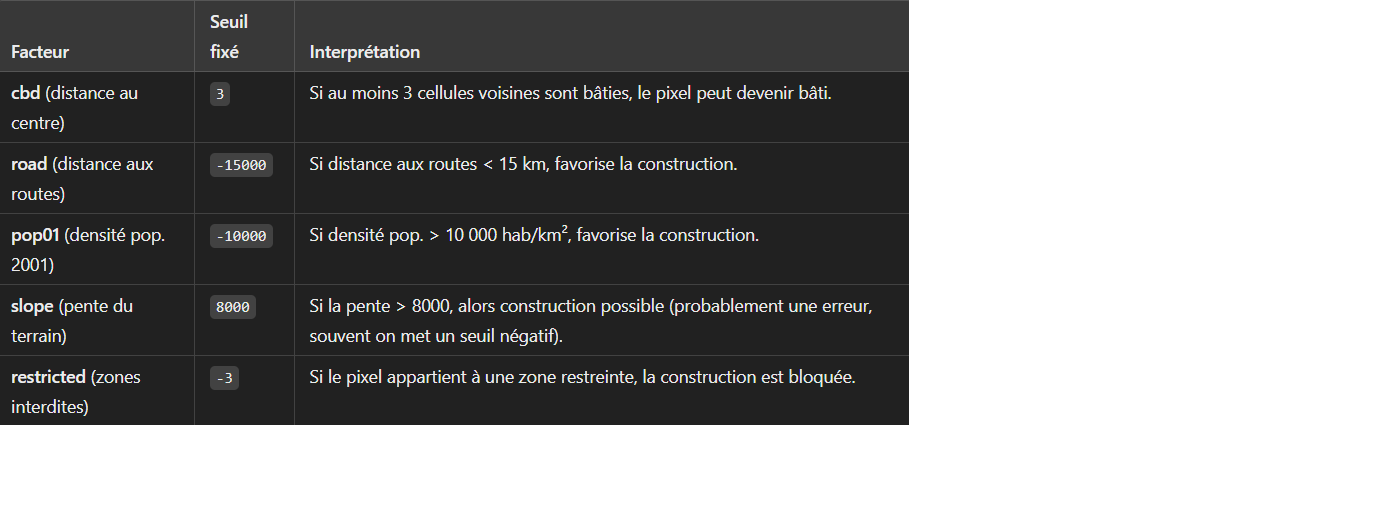 Facteur Seuil fixé Interprétation
cbd (distance au centre) 3 Si au moins 3 cellules voisines sont bâties, le pixel peut devenir bâti.
road (distance aux routes) -15000 Si distance aux routes < 15 km, favorise la construction.
pop01 (densité pop. 2001) -10000 Si densité pop. > 10 000 hab/km², favorise la construction.
slope (pente du terrain) 8000 Si la pente > 8000, alors construction possible (probablement une erreur, souvent on met un seuil négatif).
restricted (zones interdites) -3 Si le pixel appartient à une zone restreinte, la construction est bloquée.